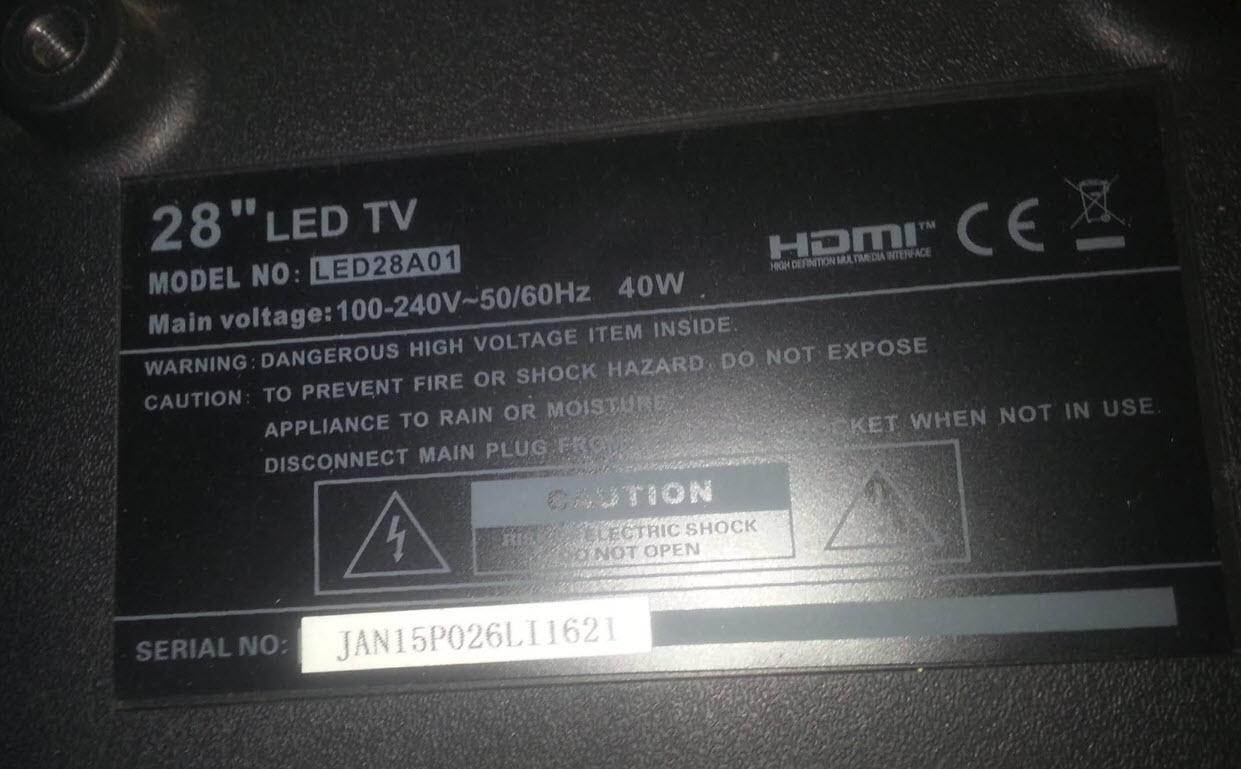 28" LED TV
MODEL NO: LED28A01
Main voltage:100-240V~50/60Hz 40W
HDMI™
HIGH DEFINITION MULTIMEDIA INTERFACE
CE
WARNING: DANGEROUS HIGH VOLTAGE ITEM INSIDE.
CAUTION: TO PREVENT FIRE OR SHOCK HAZARD, DO NOT EXPOSE
APPLIANCE TO RAIN OR MOISTURE
DISCONNECT MAIN PLUG FROM WHEN NOT IN USE.
CAUTION
ELECTRIC SHOCK
DO NOT OPEN
SERIAL NO: JAN15P026LI1621